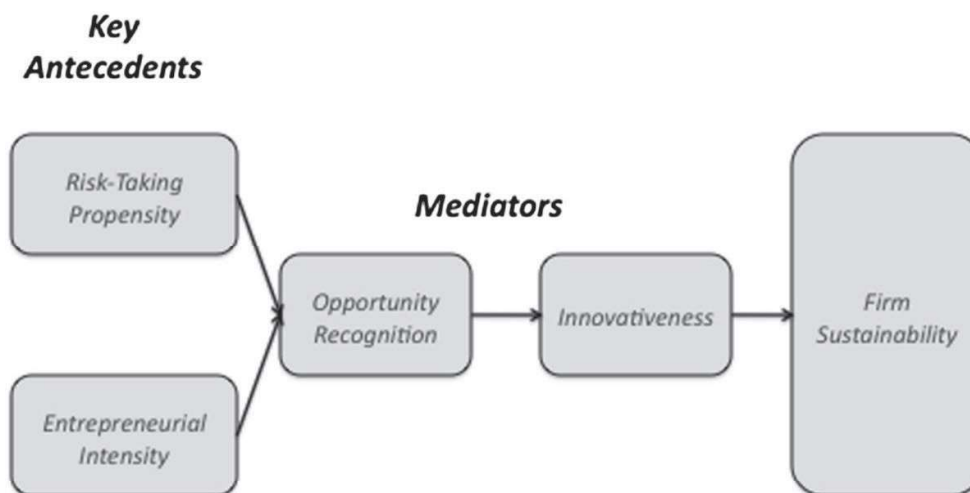 Key
Antecedents
Risk-Taking
Propensity
Mediators
Opportunity
Recognition
Innovativeness
Firm
Sustainability
Entrepreneurial
Intensity